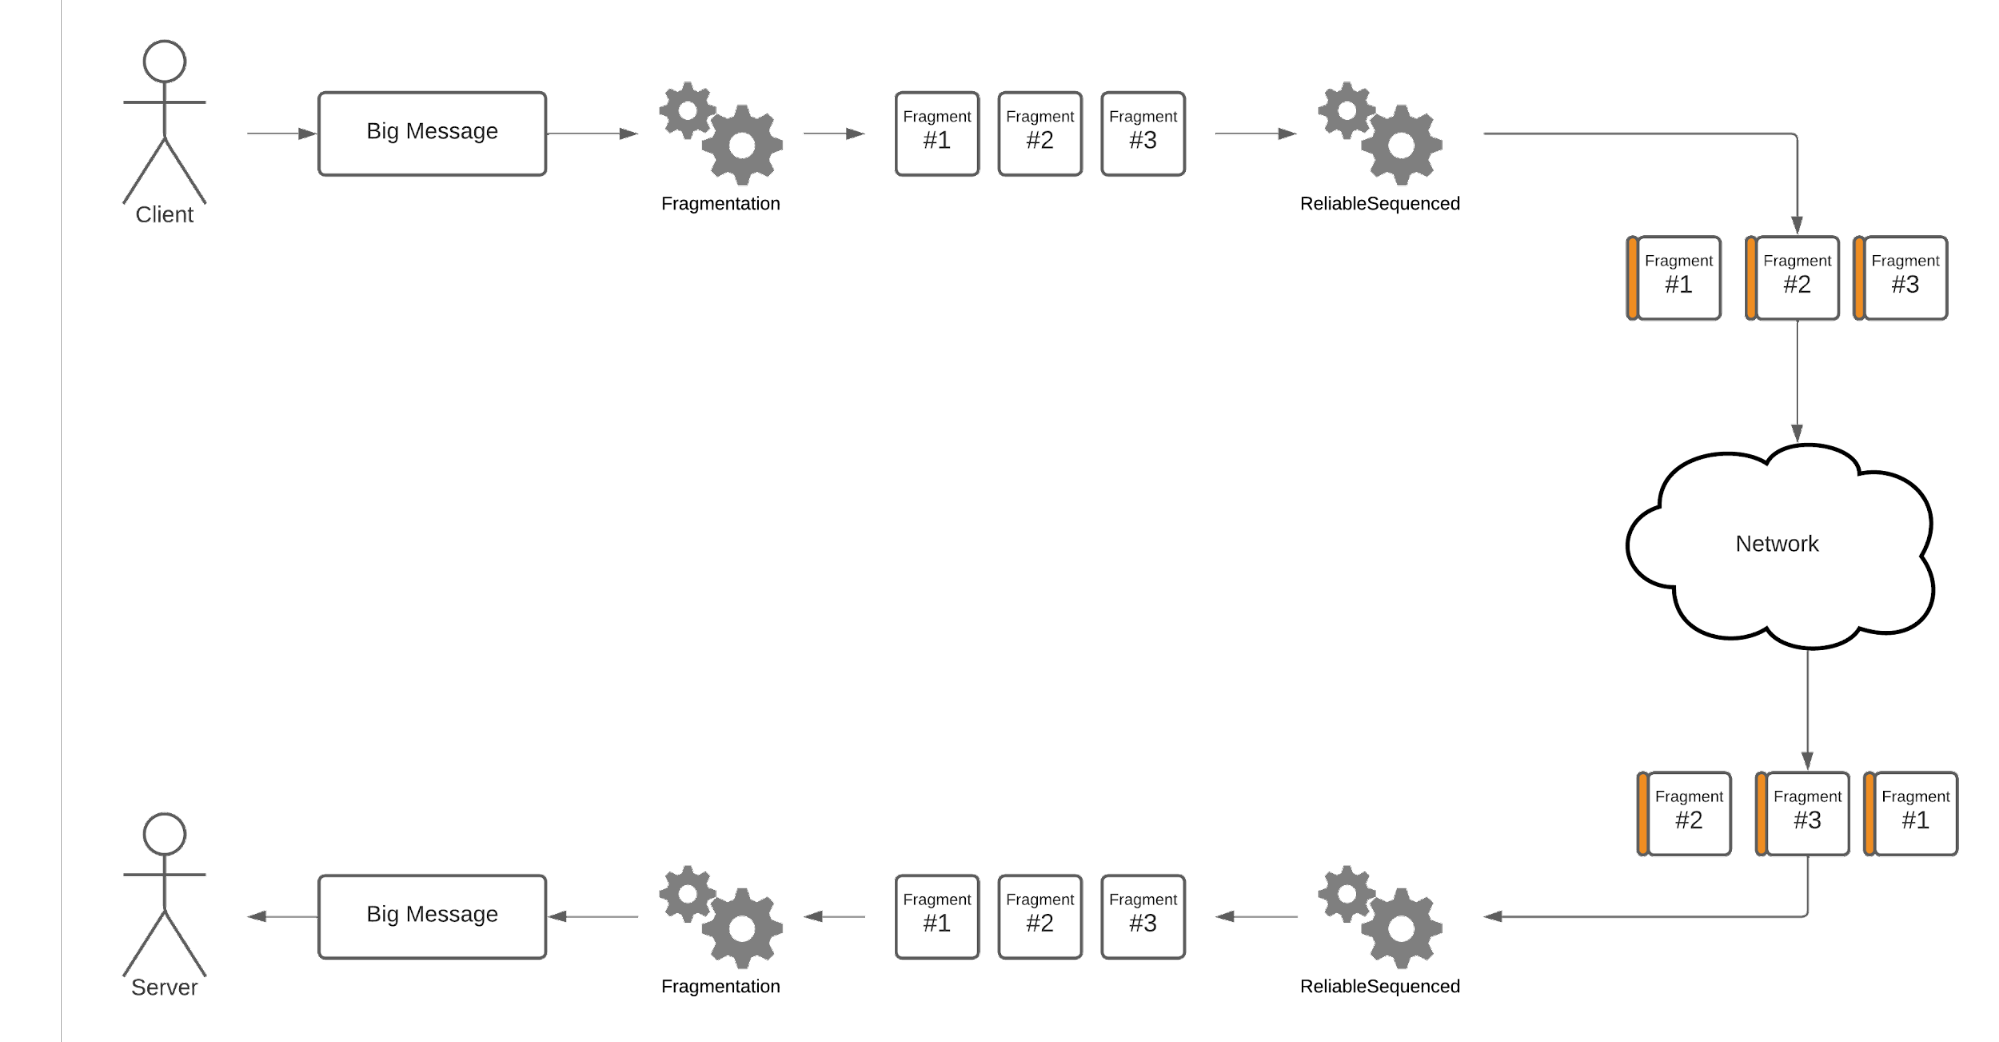 Client
Big Message
Fragmentation
Fragment
#1
Fragment
#2
Fragment
#3
ReliableSequenced
Fragment
#1
Fragment
#2
Fragment
#3
Network
Fragment
#2
Fragment
#3
Fragment
#1
ReliableSequenced
Fragment
#1
Fragment
#2
Fragment
#3
Fragmentation
Big Message
Server